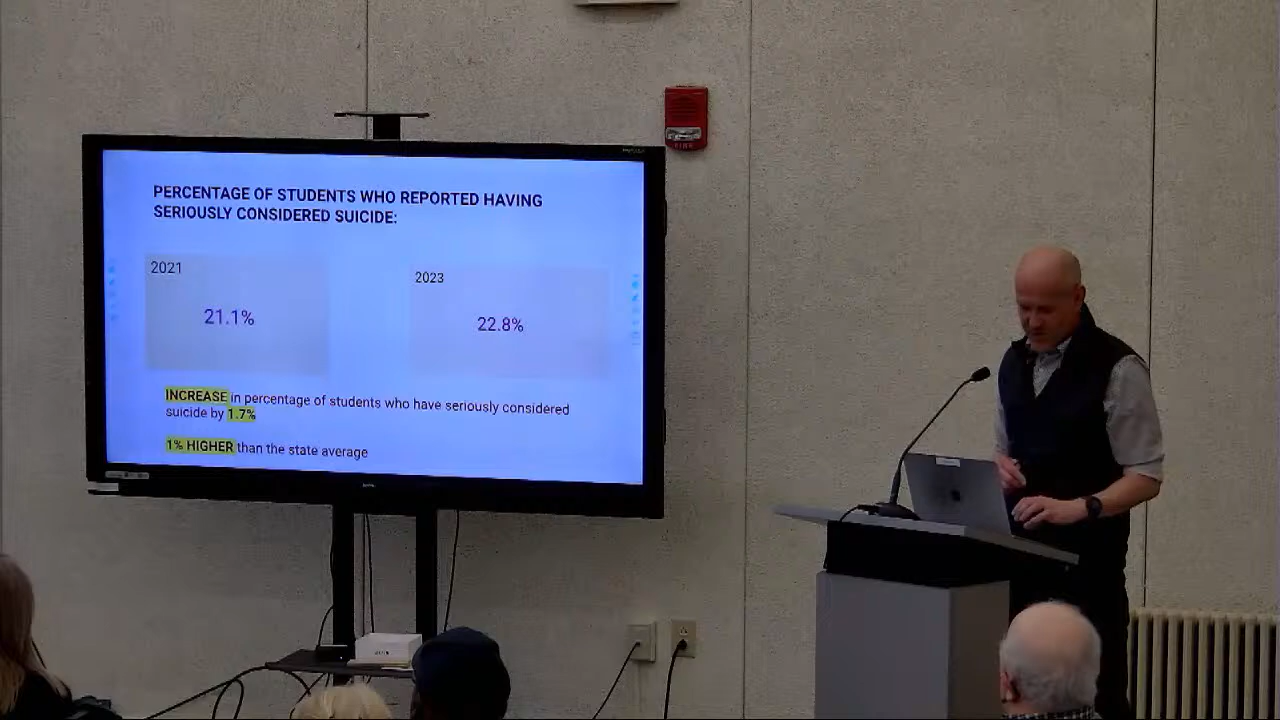 PERCENTAGE OF STUDENTS WHO REPORTED HAVING
SERIOUSLY CONSIDERED SUICIDE:
2021
2023
21.1%
22.8%
INCREASE in percentage of students who have seriously considered
suicide by 1.7%
1% HIGHER than the state average
FIRE